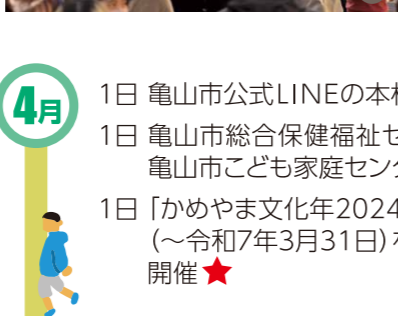 4月
1日 亀山市公式LINEの本
1日 亀山市総合保健福祉セ
亀山市こども家庭セン
1日 「かめやま文化年2024
(~令和7年3月31日)
開催★